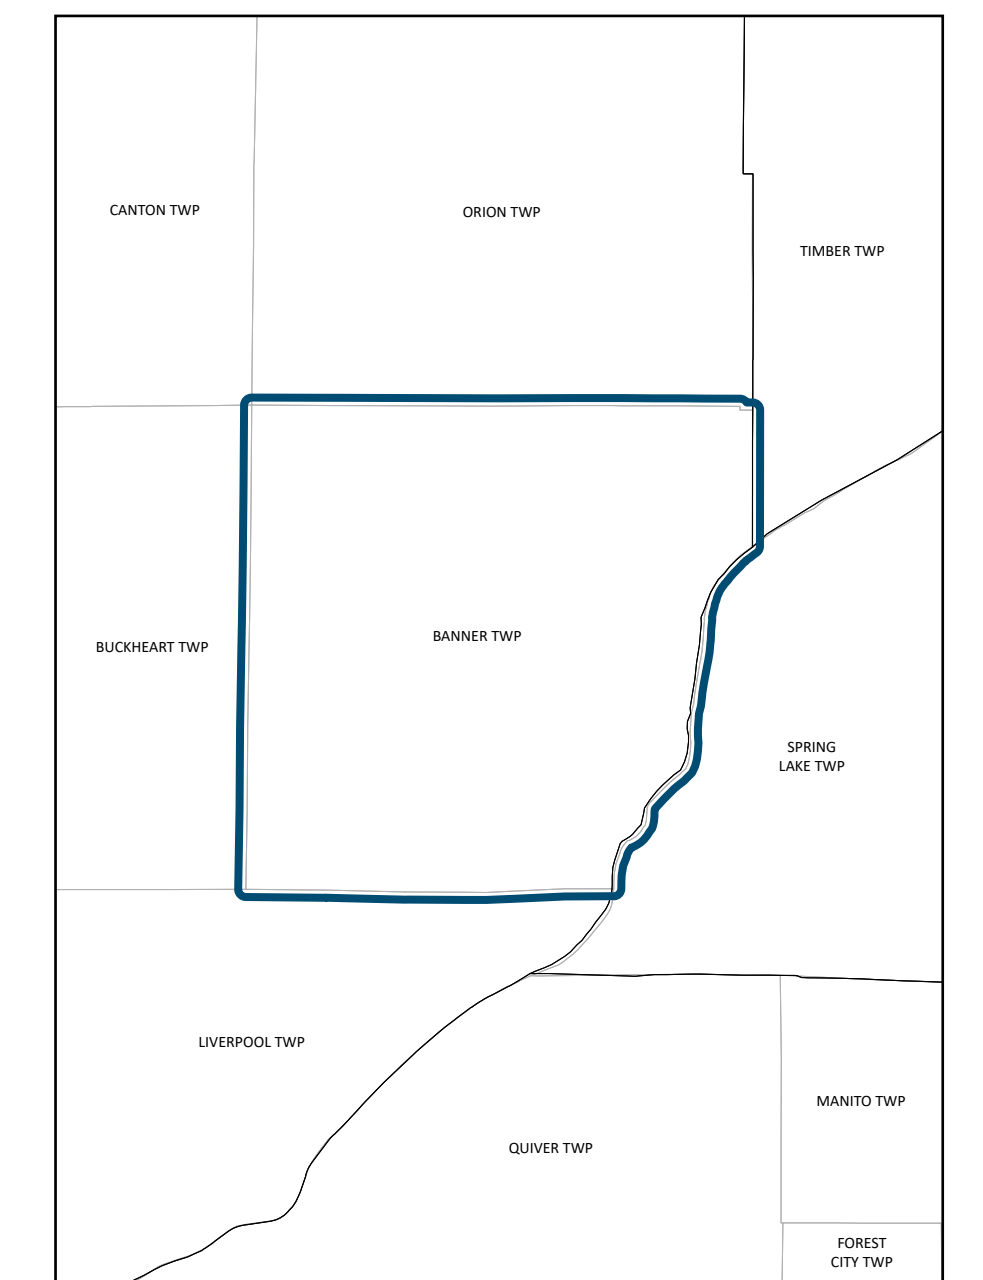 CANTON TWP
ORION TWP
TIMBER TWP
BUCKHEART TWP
BANNER TWP
SPRING
LAKE TWP
LIVERPOOL TWP
MANITO TWP
QUIVER TWP
FOREST
CITY TWP